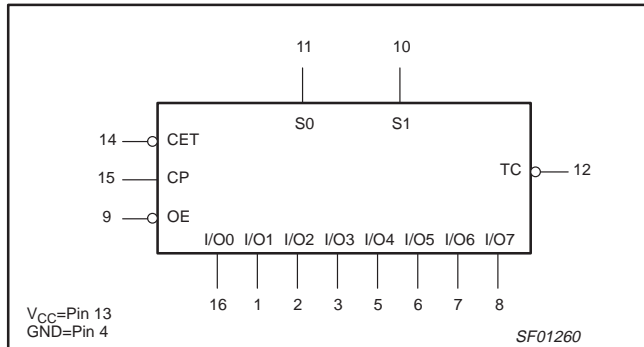 11 10
S0 S1
14 CET
15 CP
TC 12
9 OE
I/O0 I/O1 I/O2 I/O3 I/O4 I/O5 I/O6 I/O7
16 1 2 3 5 6 7 8
VCC=Pin 13
GND=Pin 4
SF01260